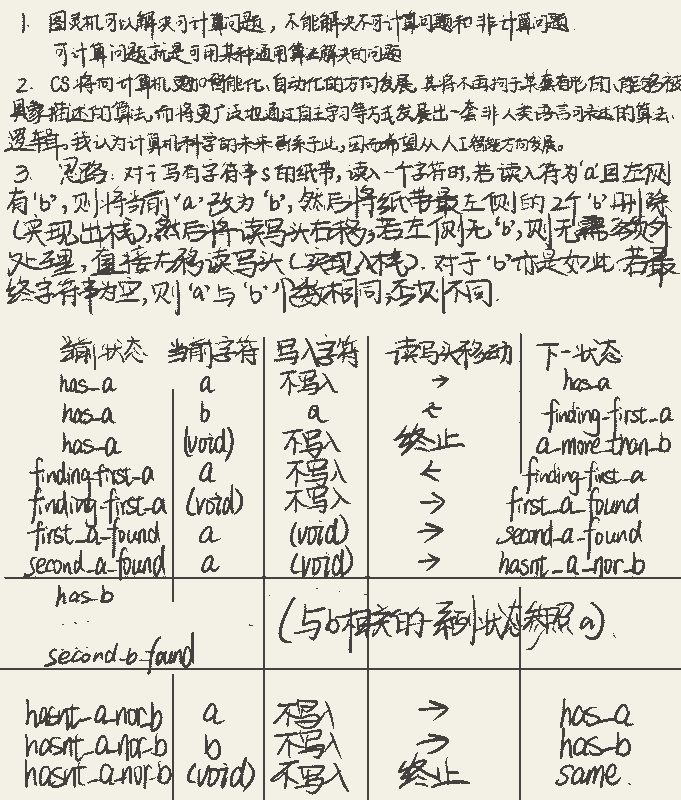 1. 图灵机可以解决可计算问题，不能解决不可计算问题和非计算问题.
可计算问题就是可用某种通用算法解决的问题
2. CS将向计算机更加智能化、自动化的方向发展，其将不再拘于某套有形的、能够被
具象描述的算法，而将更广泛地通过自主学习等方式发展出一套非人类语言可表述的算法、
逻辑。我认为计算机科学的未来面系于此，因而希望从人工智能方向发展。
3. 思路：对于写有字符串s的纸带，读入一个字符时，若读入符为'a'且左侧
有'b'，则将当前'a'改为'b'，然后将纸带最左侧的2个'b'删除
(实现出栈)，然后将读写头右移；若左侧无'b'，则无需额外
处理，直接右移读写头(实现入栈). 对于'b'亦是如此. 若最
终字符串为空，则'a'与'b'个数相同，否则不同.
当前状态 当前字符 写入字符 读写头移动 下一状态
has_a a 不写入 → has_a
has_a b a ← finding_first_a
has_a (void) 不写入 终止 a_more_than_b
finding_first_a a 不写入 ← finding_first_a
finding_first_a (void) 不写入 → first_a_found
first_a_found a (void) → second_a_found
second_a_found a (void) → hasnt_a_nor_b
has_b
... (与b相关的一系列状态参照a).
second_b_found
hasnt_a_nor_b a 不写入 → has_a
hasnt_a_nor_b b 不写入 → has_b
hasnt_a_nor_b (void) 不写入 终止 same.